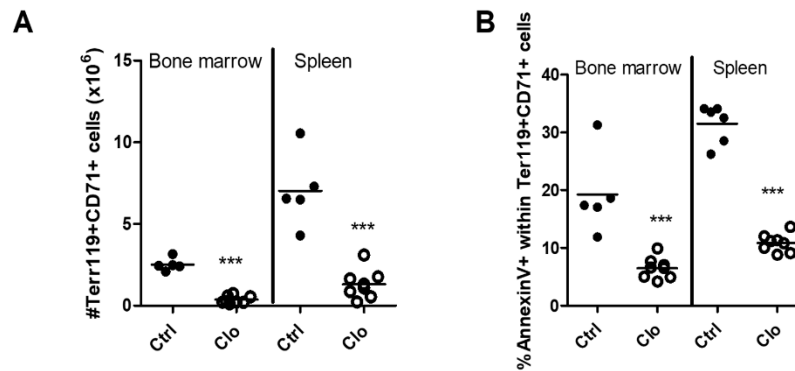 A
#Terr119+CD71+ cells (x10⁶)
Bone marrow
Spleen
15
10
5
0
***
***
Ctrl
Clo
Ctrl
Clo
B
%AnnexinV+ within Ter119+CD71+ cells
Bone marrow
Spleen
40
30
20
10
0
***
***
Ctrl
Clo
Ctrl
Clo